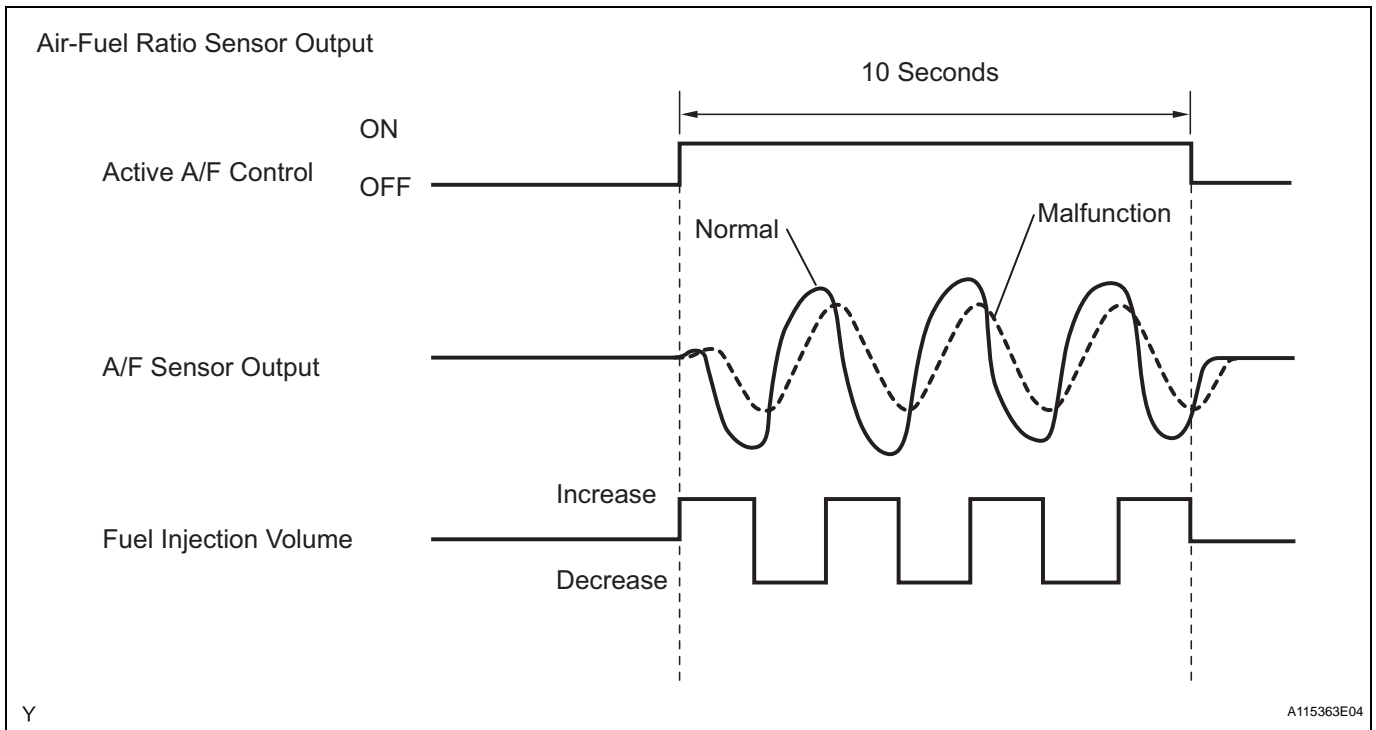 Air-Fuel Ratio Sensor Output
10 Seconds
ON
Active A/F Control
OFF
Normal
Malfunction
A/F Sensor Output
Increase
Fuel Injection Volume
Decrease
Y
A115363E04